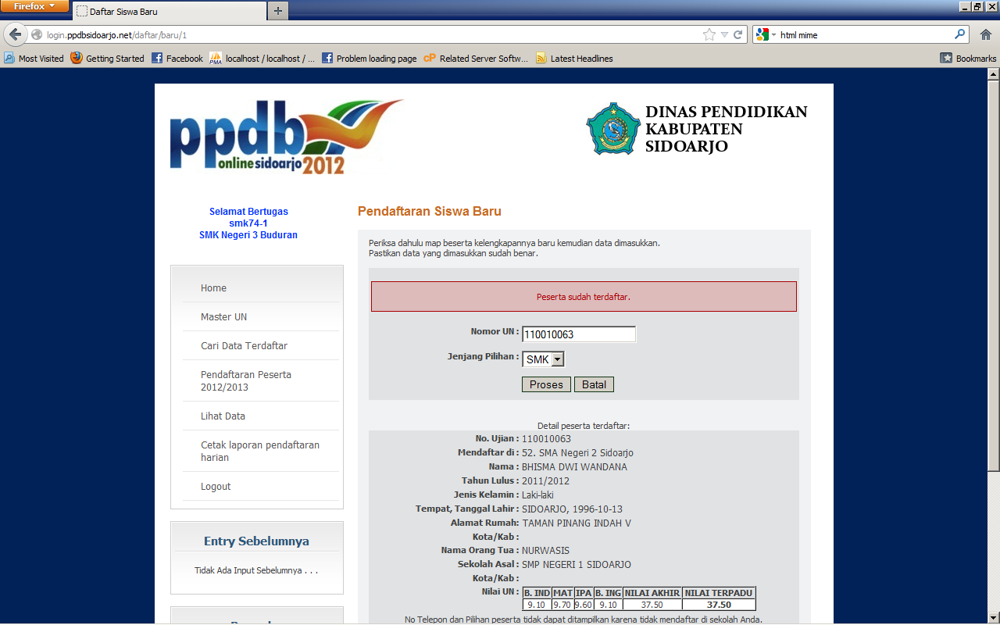 Firefox
Daftar Siswa Baru
login.ppdbsidoarjo.net/daftar/baru/1
html mime
Most Visited
Getting Started
Facebook
localhost / localhost / ...
Problem loading page
Related Server Softw...
Latest Headlines
Bookmarks
ppdb
online sidoarjo 2012
DINAS PENDIDIKAN
KABUPATEN
SIDOARJO
Selamat Bertugas
smk74-1
SMK Negeri 3 Buduran
Home
Master UN
Cari Data Terdaftar
Pendaftaran Peserta
2012/2013
Lihat Data
Cetak laporan pendaftaran
harian
Logout
Entry Sebelumnya
Tidak Ada Input Sebelumnya . . .
Pendaftaran Siswa Baru
Periksa dahulu map beserta kelengkapannya baru kemudian data dimasukkan.
Pastikan data yang dimasukkan sudah benar.
Peserta sudah terdaftar.
Nomor UN : 110010063
Jenjang Pilihan : SMK
Proses Batal
Detail peserta terdaftar:
No. Ujian : 110010063
Mendaftar di : 52. SMA Negeri 2 Sidoarjo
Nama : BHISMA DWI WANDANA
Tahun Lulus : 2011/2012
Jenis Kelamin : Laki-laki
Tempat, Tanggal Lahir : SIDOARJO, 1996-10-13
Alamat Rumah: TAMAN PINANG INDAH V
Kota/Kab :
Nama Orang Tua : NURWASIS
Sekolah Asal : SMP NEGERI 1 SIDOARJO
Kota/Kab :
Nilai UN : B. IND MAT IPA B. ING NILAI AKHIR NILAI TERPADU
9.10 9.70 9.60 9.10 37.50 37.50
No Telepon dan Pilihan peserta tidak dapat ditampilkan karena tidak mendaftar di sekolah Anda.